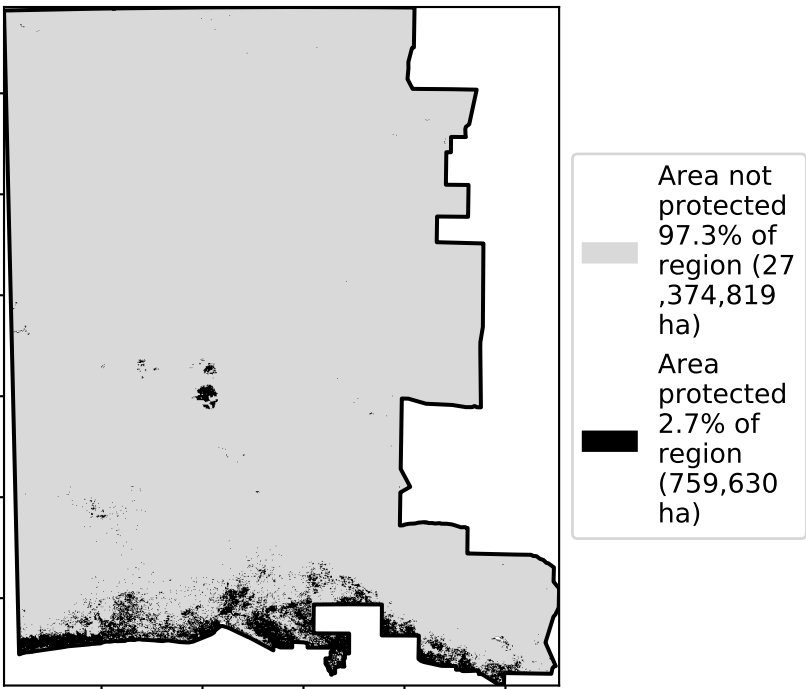 Area not
protected
97.3% of
region (27
,374,819
ha)
Area
protected
2.7% of
region
(759,630
ha)